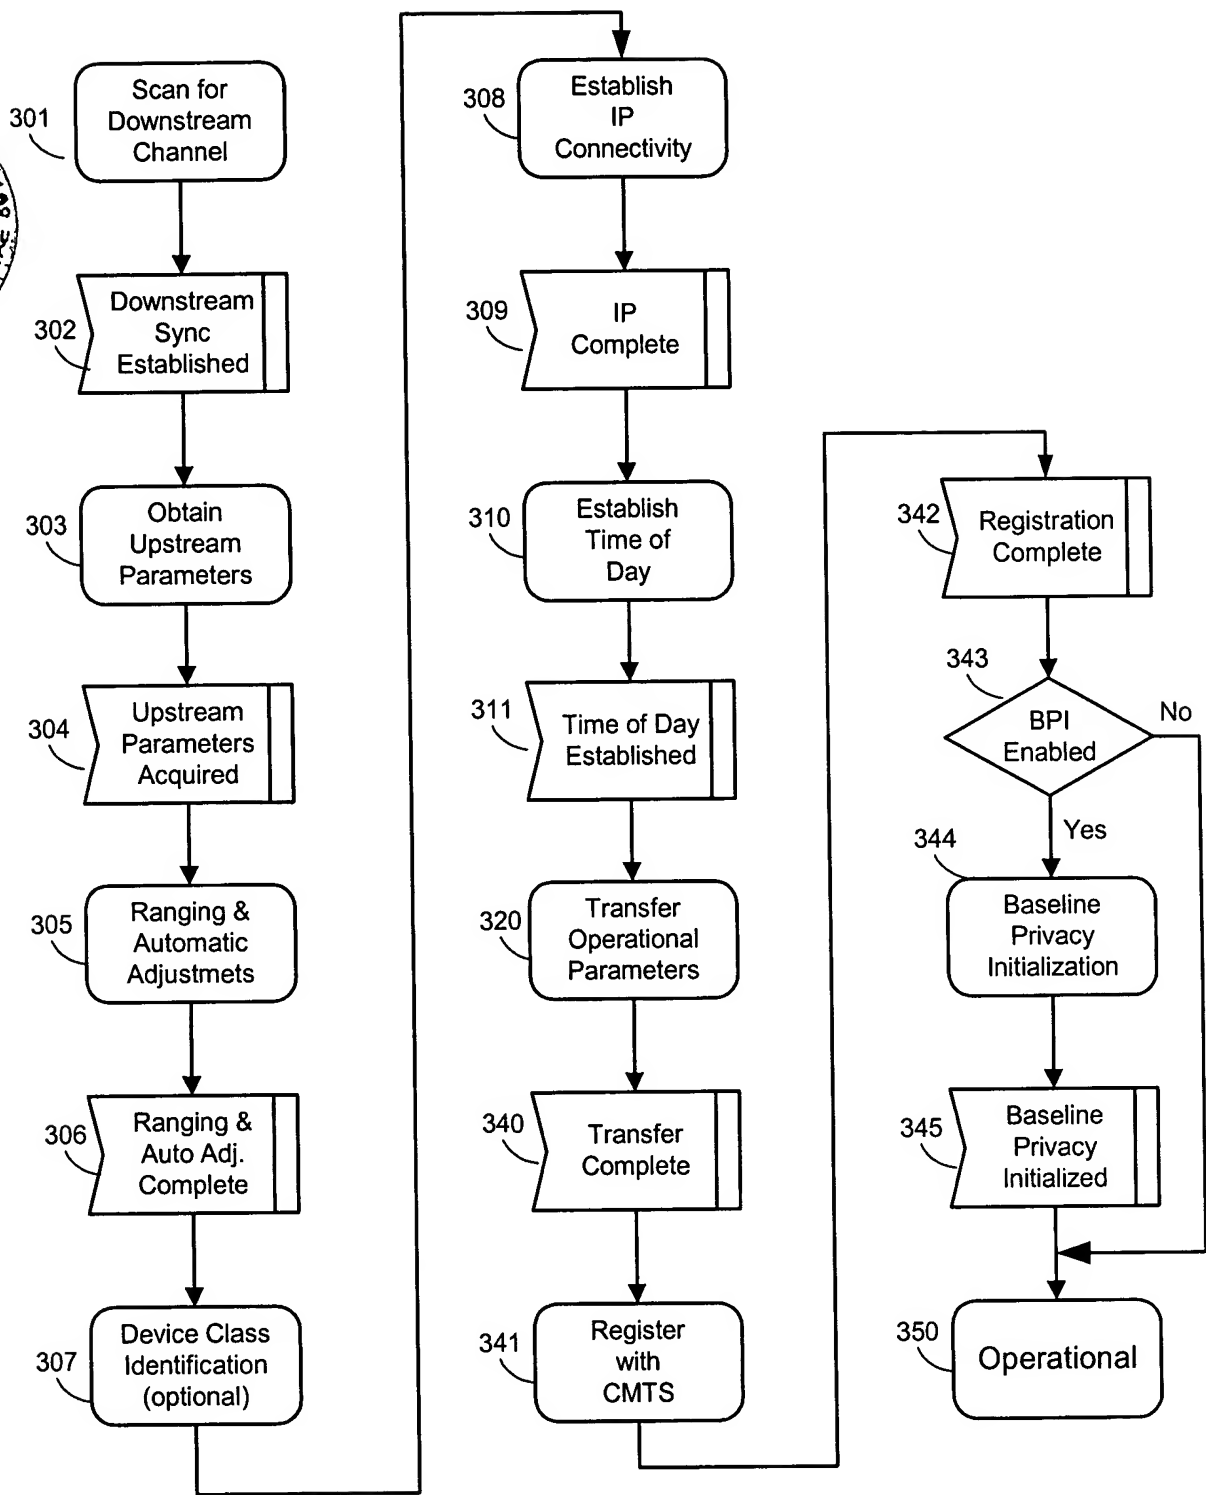 301
Scan for
Downstream
Channel
302
Downstream
Sync
Established
303
Obtain
Upstream
Parameters
304
Upstream
Parameters
Acquired
305
Ranging &
Automatic
Adjustmets
306
Ranging &
Auto Adj.
Complete
307
Device Class
Identification
(optional)
308
Establish
IP
Connectivity
309
IP
Complete
310
Establish
Time of
Day
311
Time of Day
Established
320
Transfer
Operational
Parameters
340
Transfer
Complete
341
Register
with
CMTS
342
Registration
Complete
343
BPI
Enabled
No
Yes
344
Baseline
Privacy
Initialization
345
Baseline
Privacy
Initialized
350
Operational